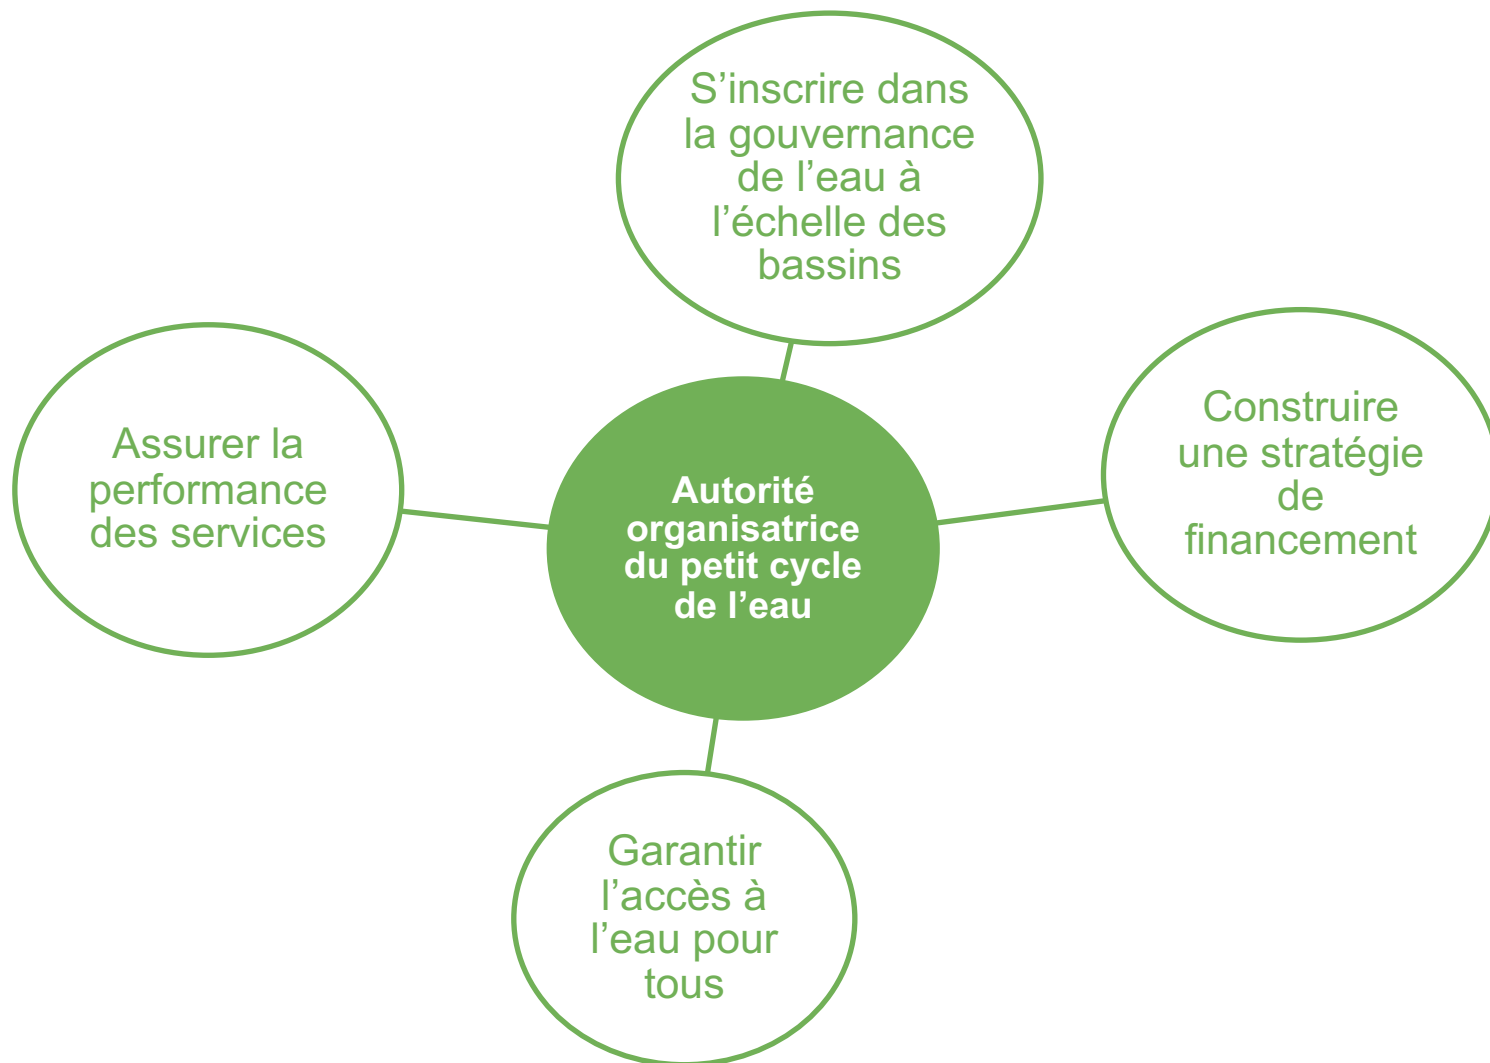 S’inscrire dans
la gouvernance
de l’eau à
l’échelle des
bassins
Assurer la
performance
des services
Autorité
organisatrice
du petit cycle
de l’eau
Construire
une stratégie
de
financement
Garantir
l’accès à
l’eau pour
tous